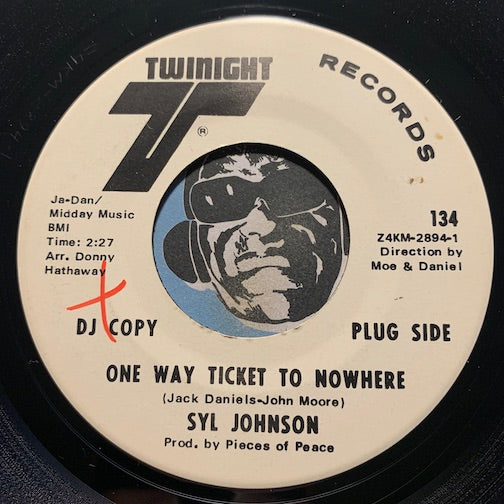 TWINIGHT
RECORDS
T
®
Ja-Dan/
Midday Music
BMI
Time: 2:27
Arr. Donny
Hathaway
134
Z4KM-2894-1
Direction by
Moe & Daniel
DJ COPY
PLUG SIDE
ONE WAY TICKET TO NOWHERE
(Jack Daniels-John Moore)
SYL JOHNSON
Prod. by Pieces of Peace